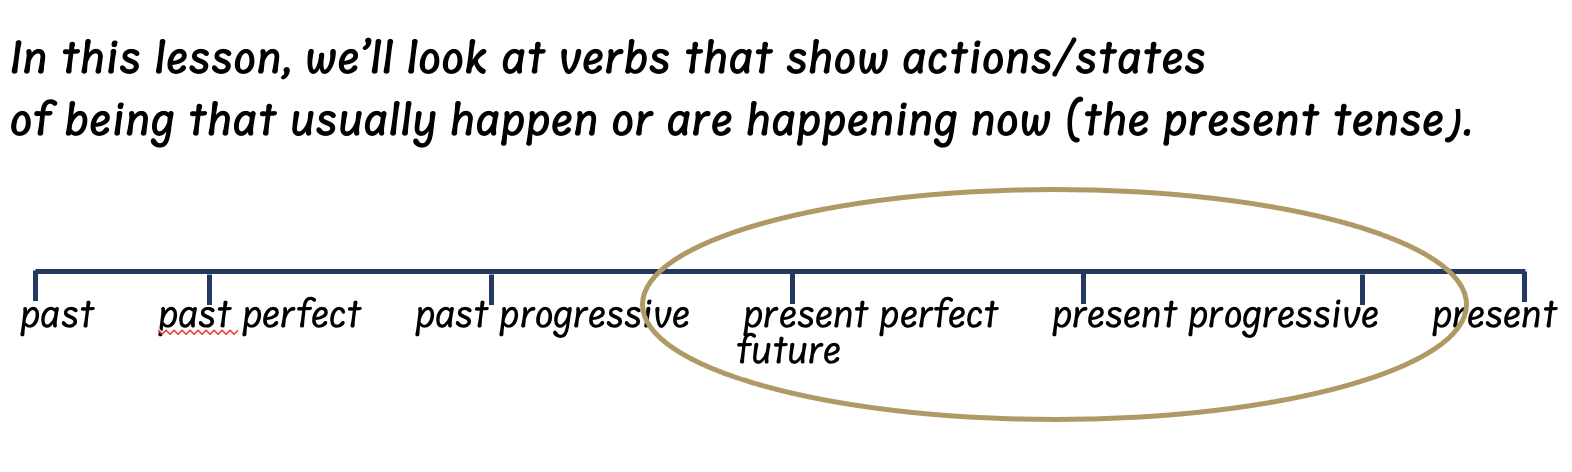 In this lesson, we’ll look at verbs that show actions/states
of being that usually happen or are happening now (the present tense).
past past perfect past progressive present perfect present progressive present
future